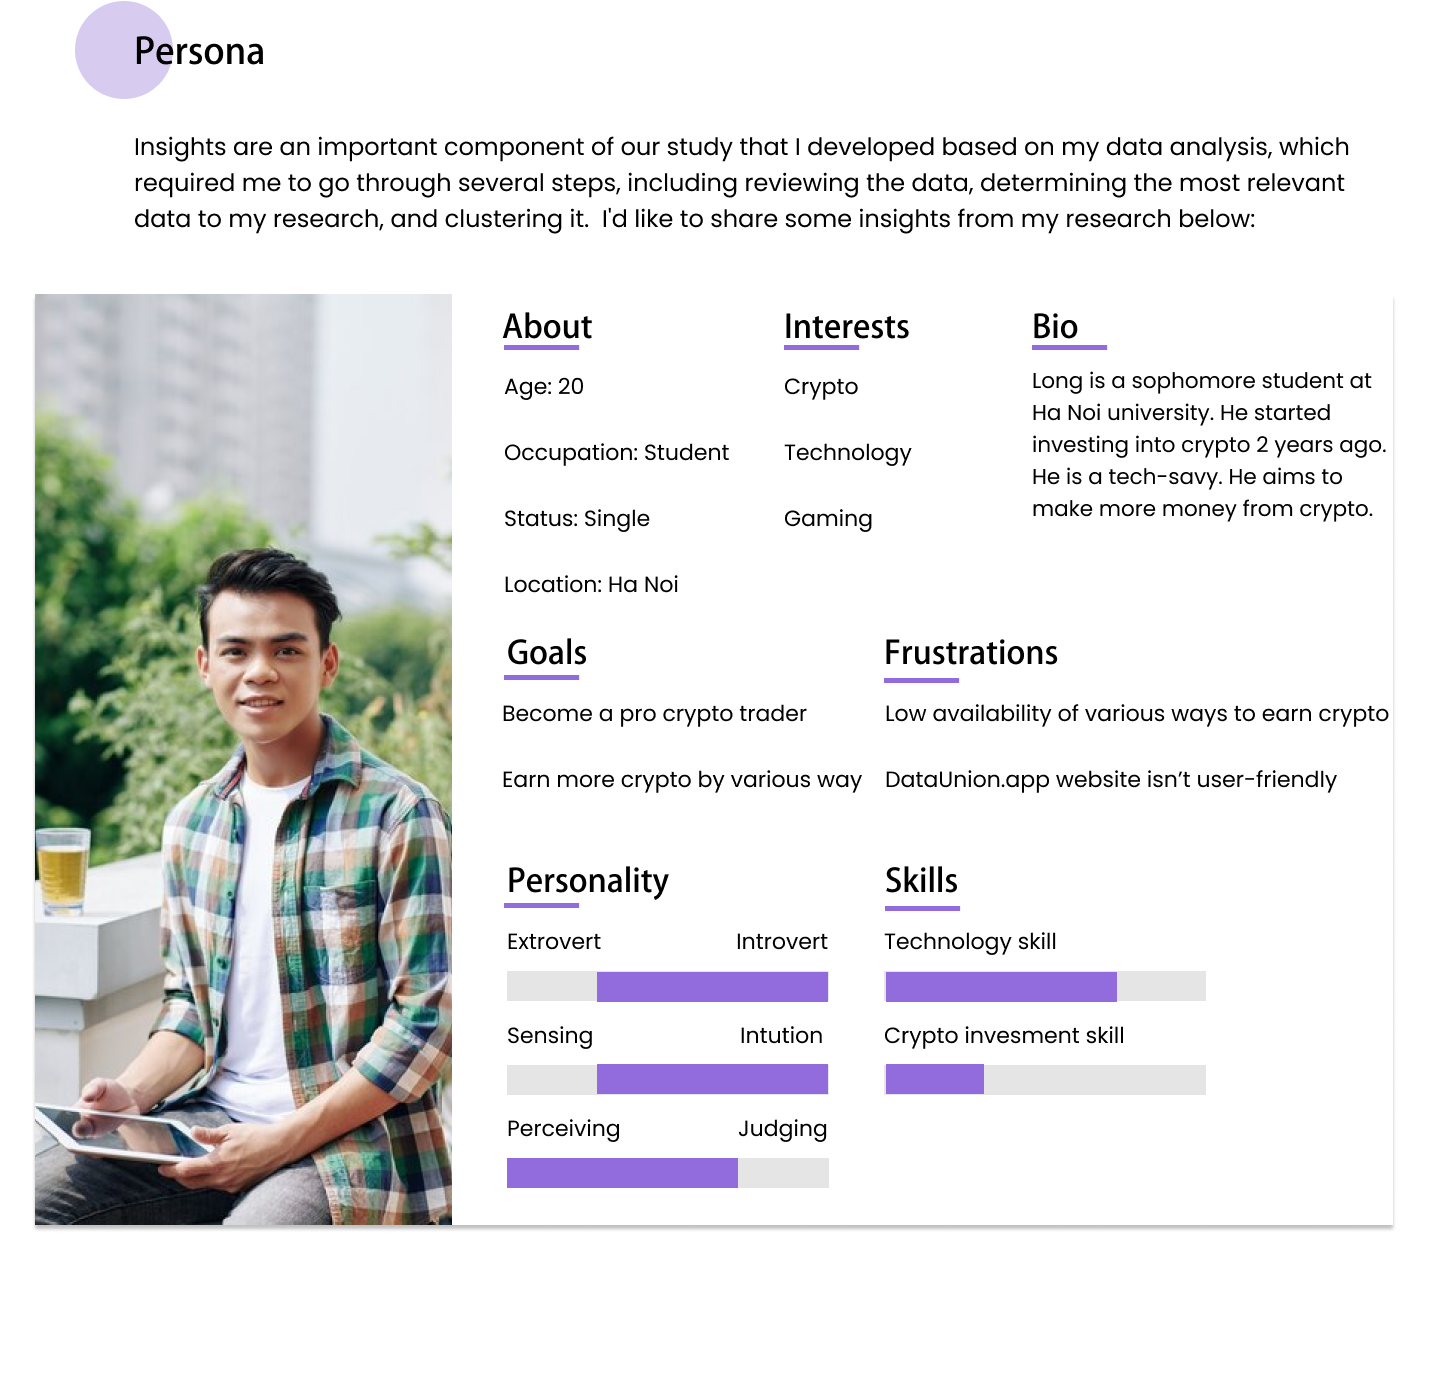 Persona
Insights are an important component of our study that I developed based on my data analysis, which
required me to go through several steps, including reviewing the data, determining the most relevant
data to my research, and clustering it.  I'd like to share some insights from my research below:
About
Age: 20
Occupation: Student
Status: Single
Location: Ha Noi
Interests
Crypto
Technology
Gaming
Bio
Long is a sophomore student at
Ha Noi university. He started
investing into crypto 2 years ago.
He is a tech-savy. He aims to
make more money from crypto.
Goals
Become a pro crypto trader
Earn more crypto by various way
Frustrations
Low availability of various ways to earn crypto
DataUnion.app website isn’t user-friendly
Personality
Extrovert Introvert
Sensing Intution
Perceiving Judging
Skills
Technology skill
Crypto invesment skill